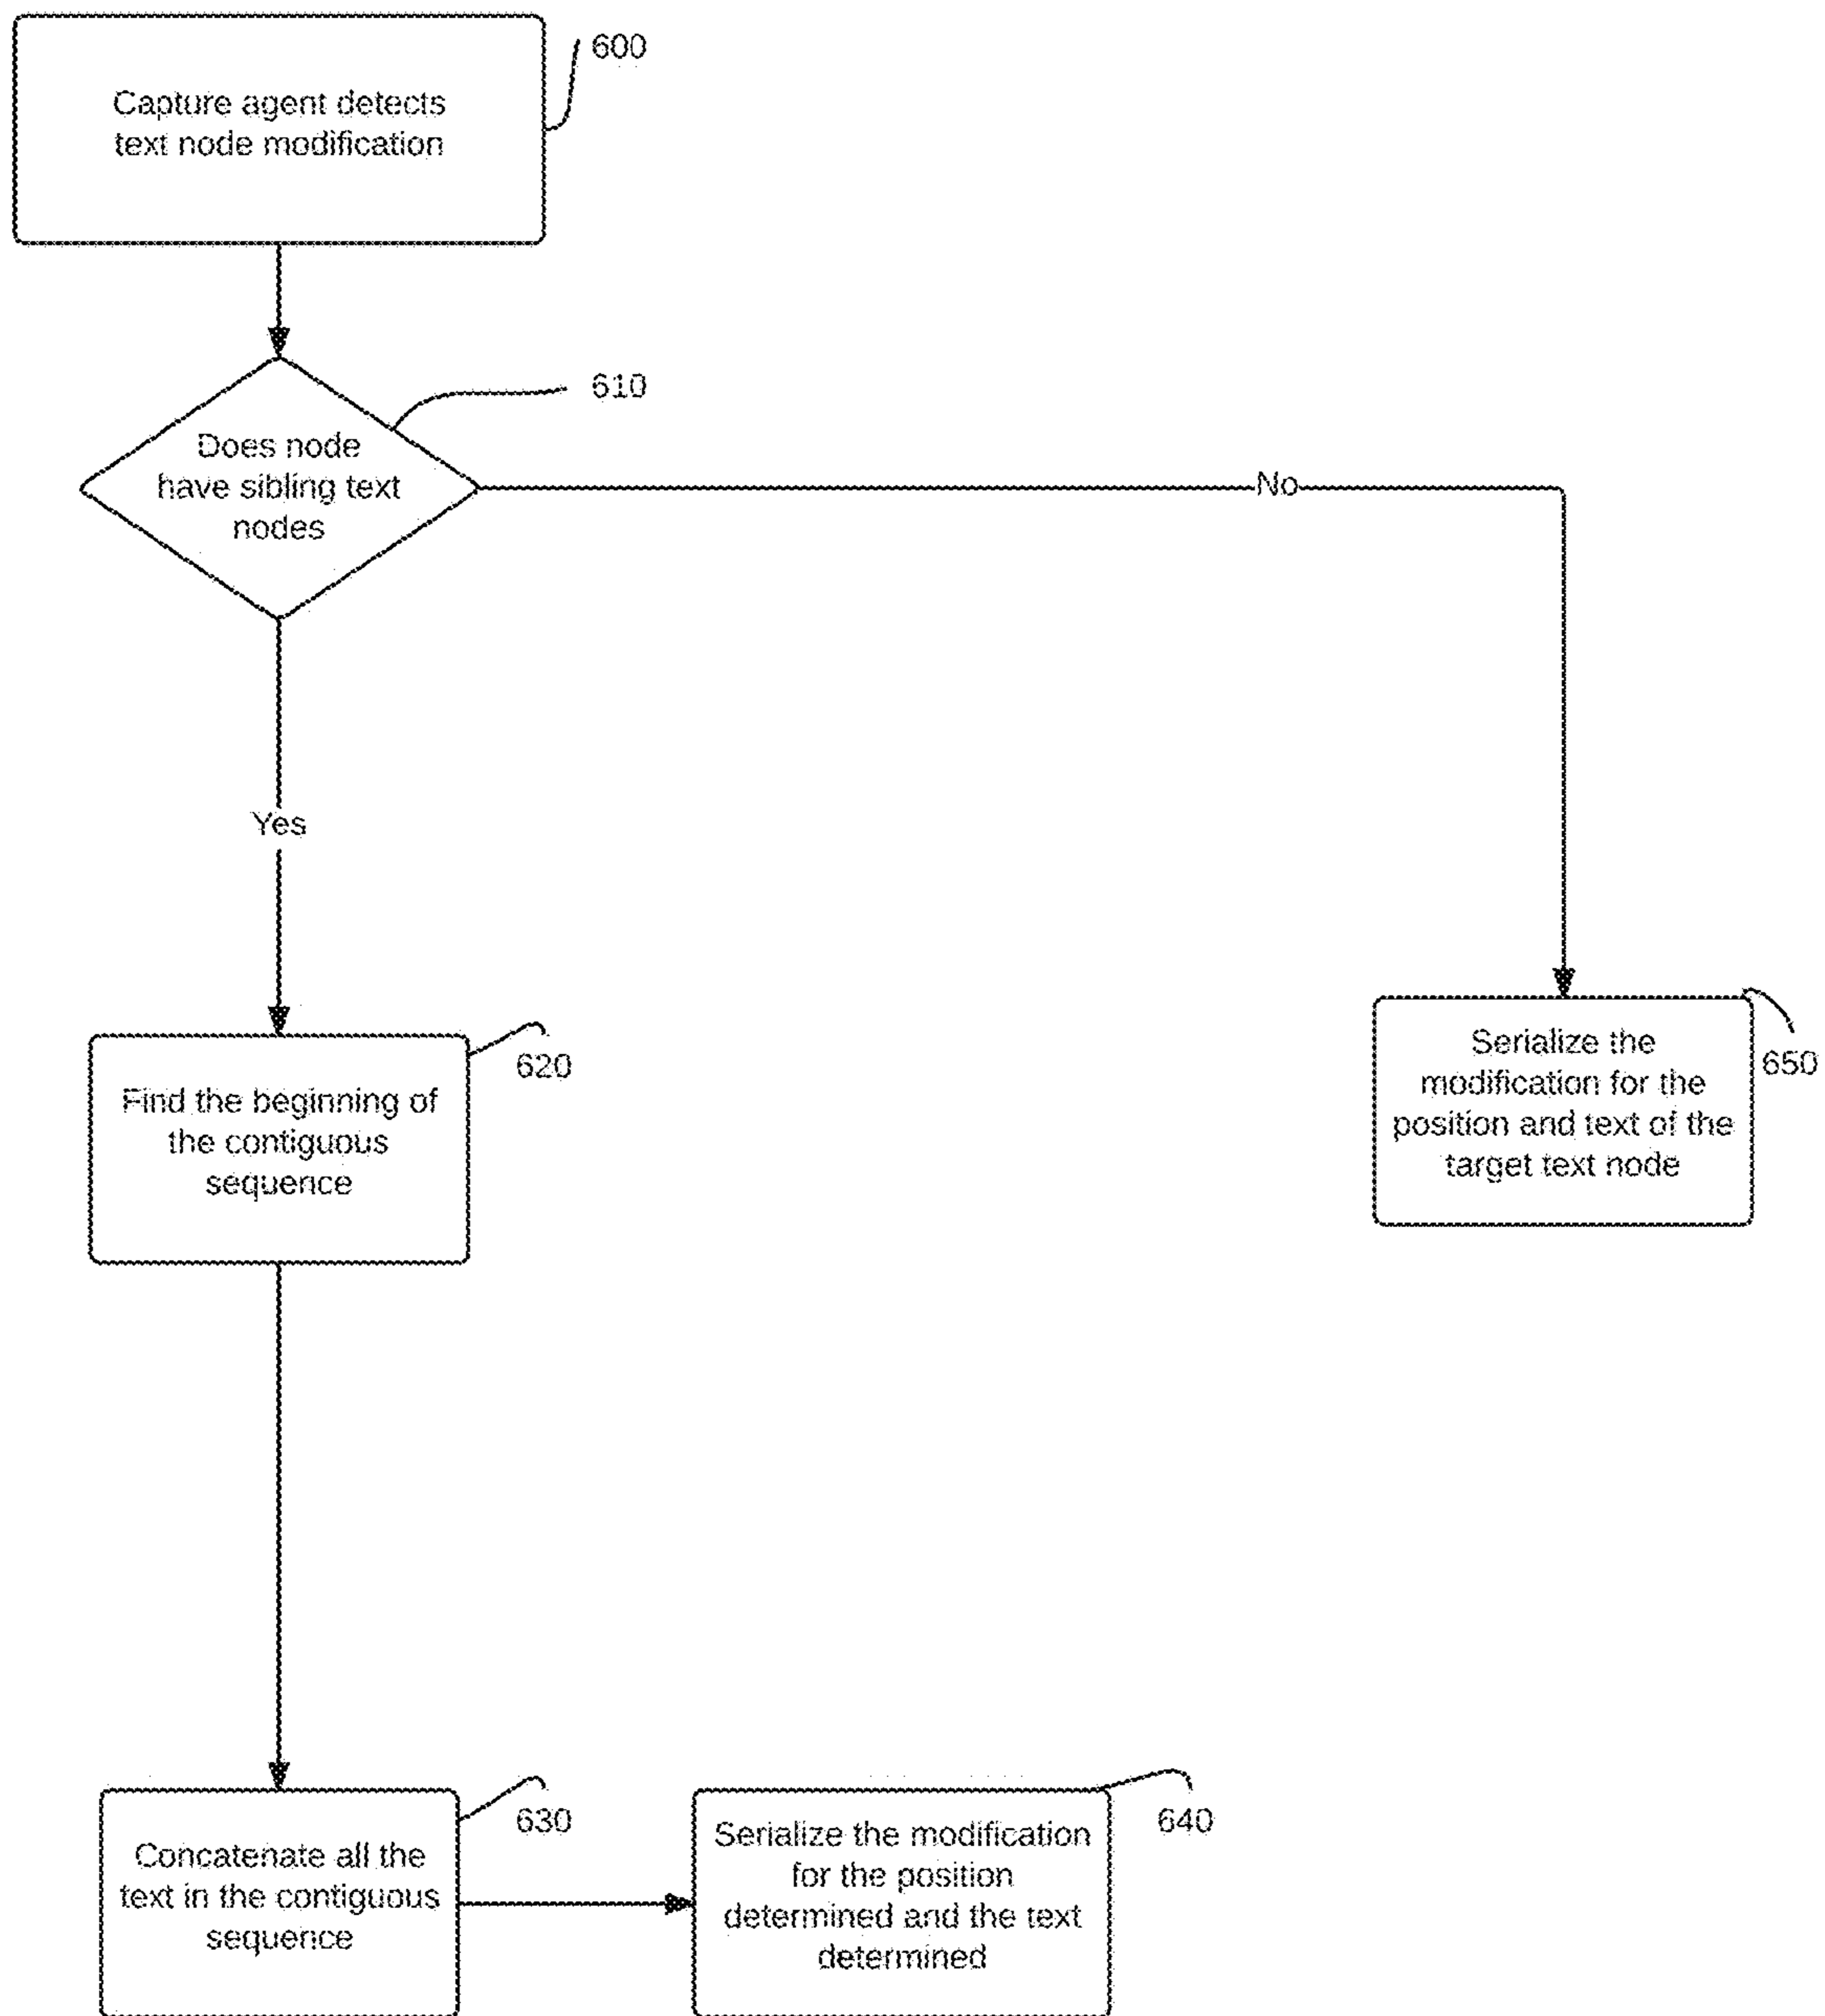 600
Capture agent detects
text node modification
610
Does node
have sibling text
nodes
No
Yes
620
Find the beginning of
the contiguous
sequence
650
Serialize the
modification for the
position and text of the
target text node
630
Concatenate all the
text in the contiguous
sequence
640
Serialize the modification
for the position
determined and the text
determined